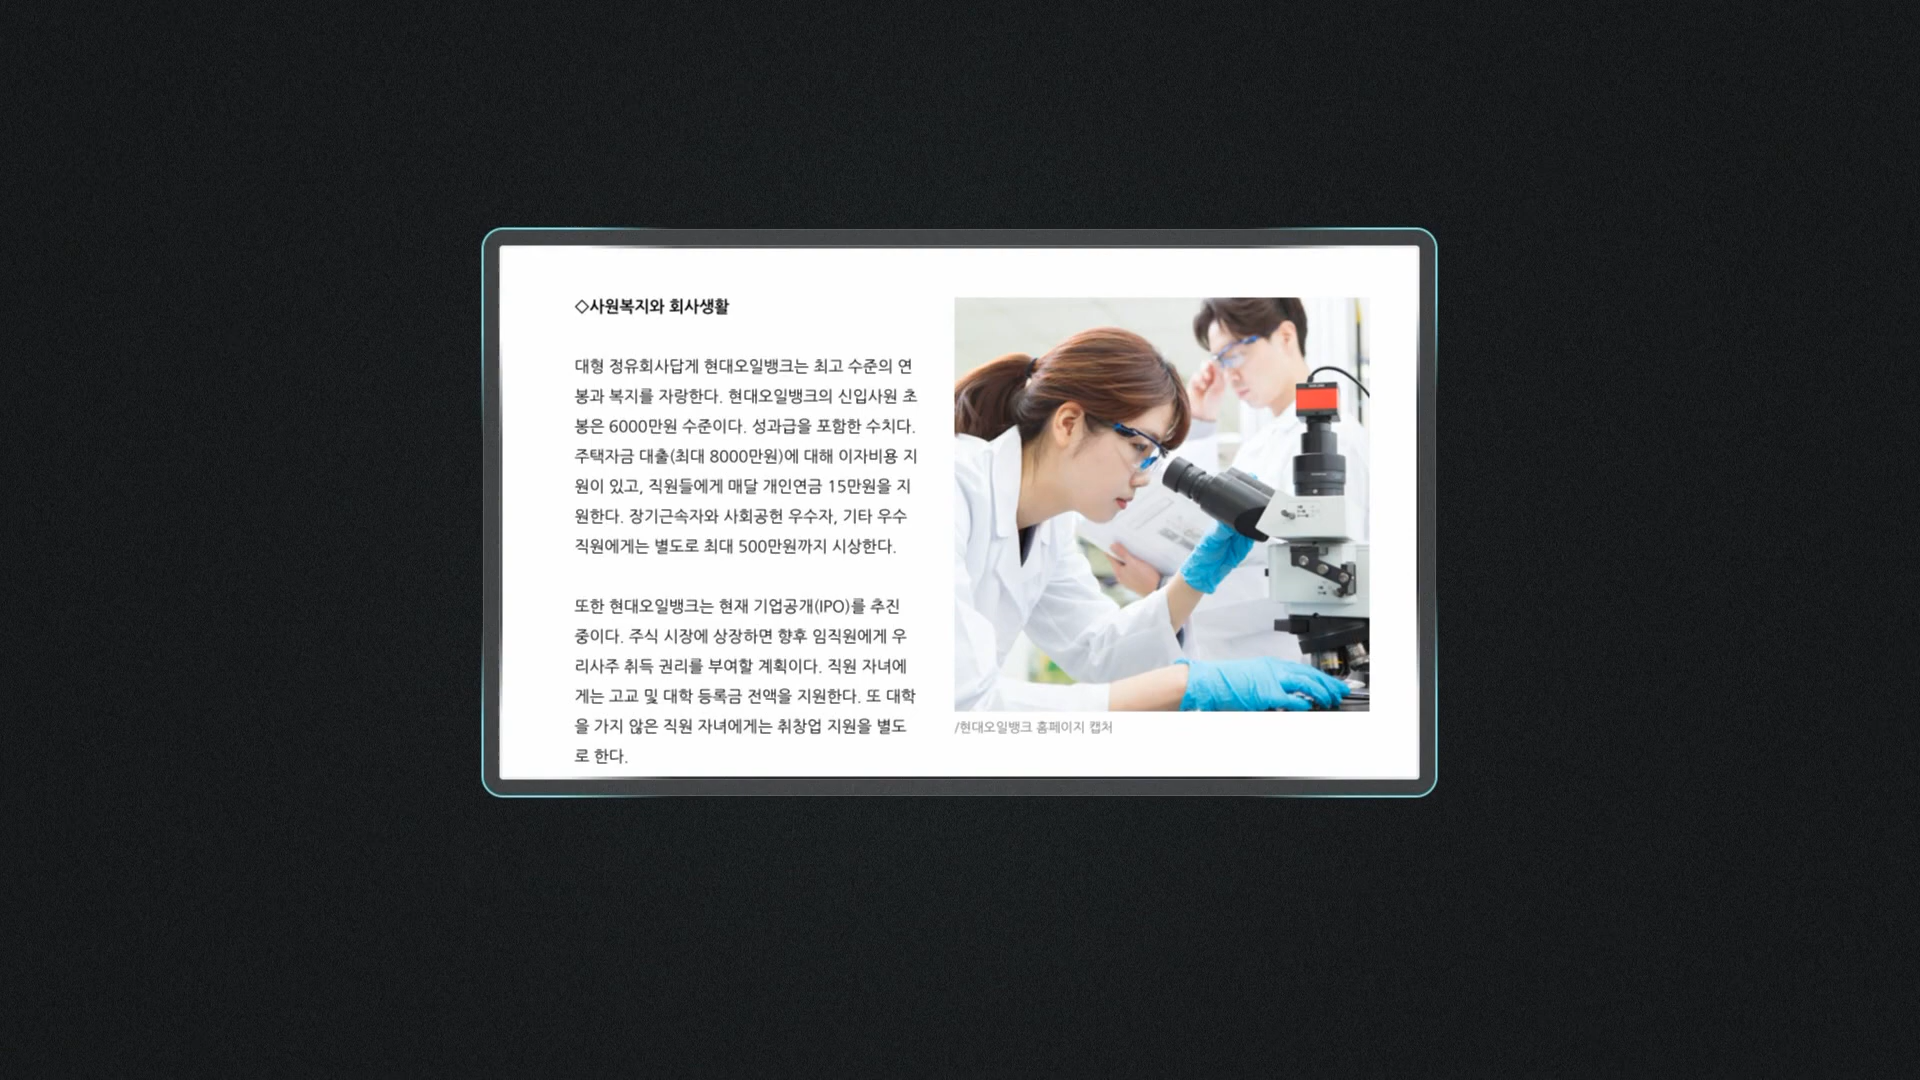 ◇사원복지와 회사생활
대형 정유회사답게 현대오일뱅크는 최고 수준의 연
봉과 복지를 자랑한다. 현대오일뱅크의 신입사원 초
봉은 6000만원 수준이다. 성과급을 포함한 수치다.
주택자금 대출(최대 8000만원)에 대해 이자비용 지
원이 있고, 직원들에게 매달 개인연금 15만원을 지
원한다. 장기근속자와 사회공헌 우수자, 기타 우수
직원에게는 별도로 최대 500만원까지 시상한다.
또한 현대오일뱅크는 현재 기업공개(IPO)를 추진
중이다. 주식 시장에 상장하면 향후 임직원에게 우
리사주 취득 권리를 부여할 계획이다. 직원 자녀에
게는 고교 및 대학 등록금 전액을 지원한다. 또 대학
을 가지 않은 직원 자녀에게는 취창업 지원을 별도
로 한다.
/현대오일뱅크 홈페이지 캡처